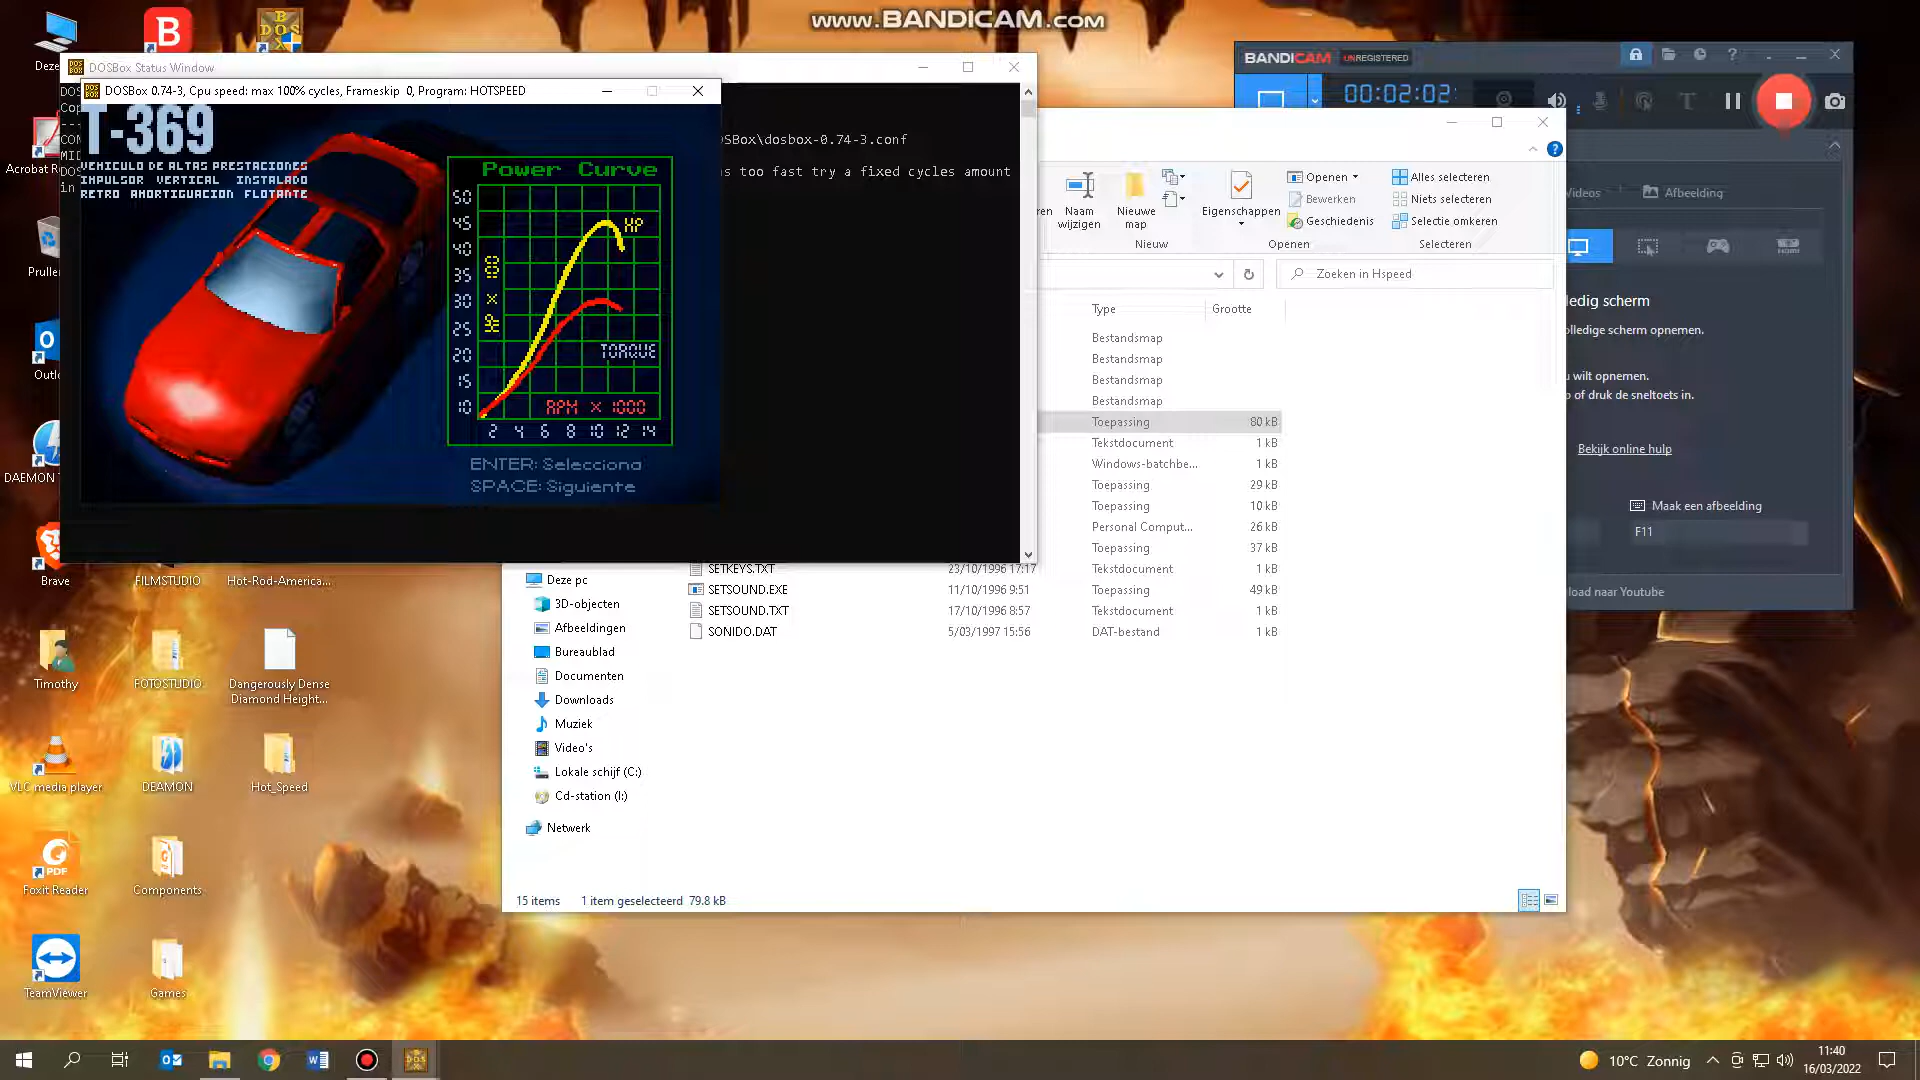 www.BANDICAM.com
DOSBox Status Window
DOSBox 0.74-3, Cpu speed: max 100% cycles, Frameskip 0, Program: HOTSPEED
OSBox\dosbox-0.74-3.conf
s too fast try a fixed cycles amount
in
T-369
VEHICULO DE ALTAS PRESTACIONES
IMPULSOR VERTICAL INSTALADO
RETRO AMORTIGUACION FLOTANTE
Power Curve
50
45
40
35
30
25
20
15
10
HP x 100
HP
TORQUE
RPM x 1000
2 4 6 8 10 12 14
ENTER: Selecciona
SPACE: Siguiente
BANDICAM UNREGISTERED
00:02:02
Videos
Afbeelding
ledig scherm
olledige scherm opnemen.
u wilt opnemen.
o of druk de sneltoets in.
Bekijk online hulp
Maak een afbeelding
F11
load naar Youtube
ren
Naam wijzigen
Nieuwe map
Nieuw
Eigenschappen
Openen
Bewerken
Geschiedenis
Openen
Alles selecteren
Niets selecteren
Selectie omkeren
Selecteren
Zoeken in Hspeed
Type Grootte
Bestandsmap
Bestandsmap
Bestandsmap
Bestandsmap
Toepassing 80 kB
Tekstdocument 1 kB
Windows-batchbe... 1 kB
Toepassing 29 kB
Toepassing 10 kB
Personal Comput... 26 kB
Toepassing 37 kB
SETKEYS.TXT 23/10/1996 17:17 Tekstdocument 1 kB
SETSOUND.EXE 11/10/1996 9:51 Toepassing 49 kB
SETSOUND.TXT 17/10/1996 8:57 Tekstdocument 1 kB
SONIDO.DAT 5/03/1997 15:56 DAT-bestand 1 kB
Deze pc
3D-objecten
Afbeeldingen
Bureaublad
Documenten
Downloads
Muziek
Video's
Lokale schijf (C:)
Cd-station (I:)
Netwerk
15 items 1 item geselecteerd 79.8 kB
Deze
Acrobat R
Prulle
Outl
DAEMON T
Brave
FILMSTUDIO
Hot-Rod-America...
Timothy
FOTOSTUDIO
Dangerously Dense
Diamond Height...
VLC media player
DEAMON
Hot_Speed
Foxit Reader
Components
TeamViewer
Games
10°C Zonnig
11:40
16/03/2022